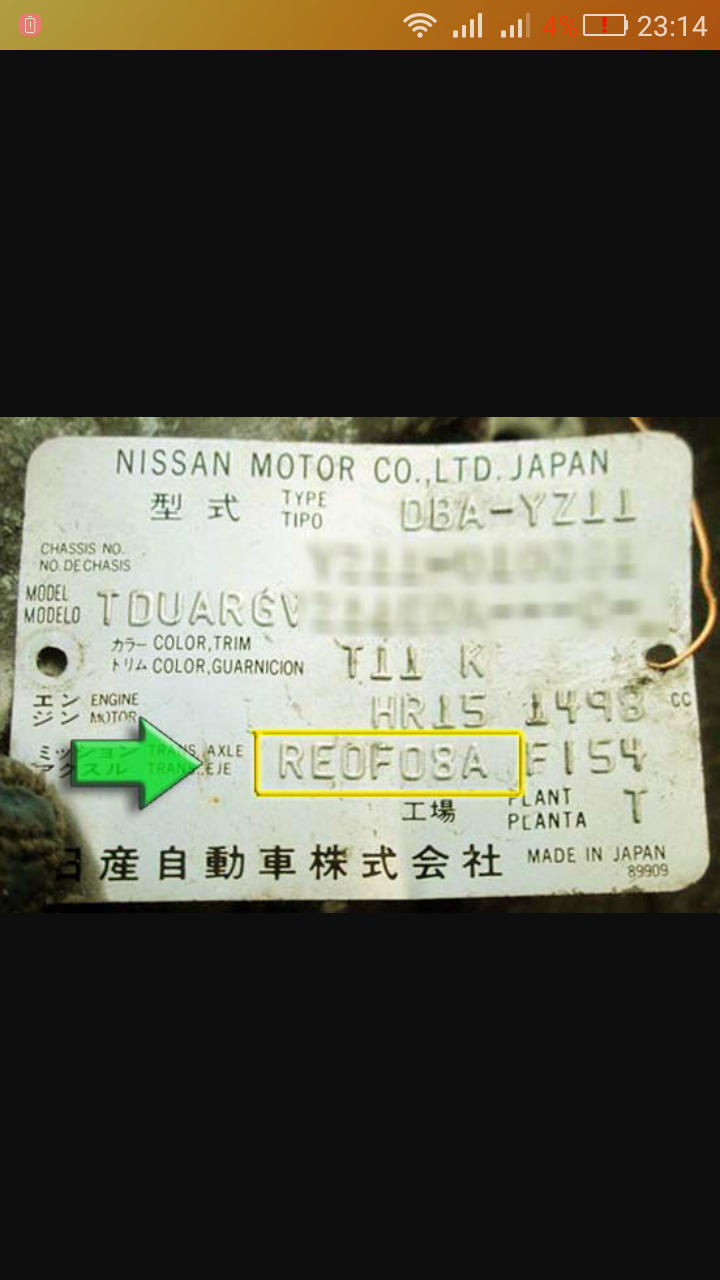 4% 23:14
NISSAN MOTOR CO.,LTD. JAPAN
型式 TYPE TIPO DBA-YZ11
CHASSIS NO.
NO. DE CHASIS
MODEL
MODELO TDUARGV
カラー COLOR,TRIM
トリム COLOR,GUARNICION T11 K
エンジン ENGINE MOTOR HR15 1498 CC
ミッション TRANS. AXLE
アクスル TRANS. EJE RE0F08A F154
工場 PLANT PLANTA T
日産自動車株式会社 MADE IN JAPAN
89909